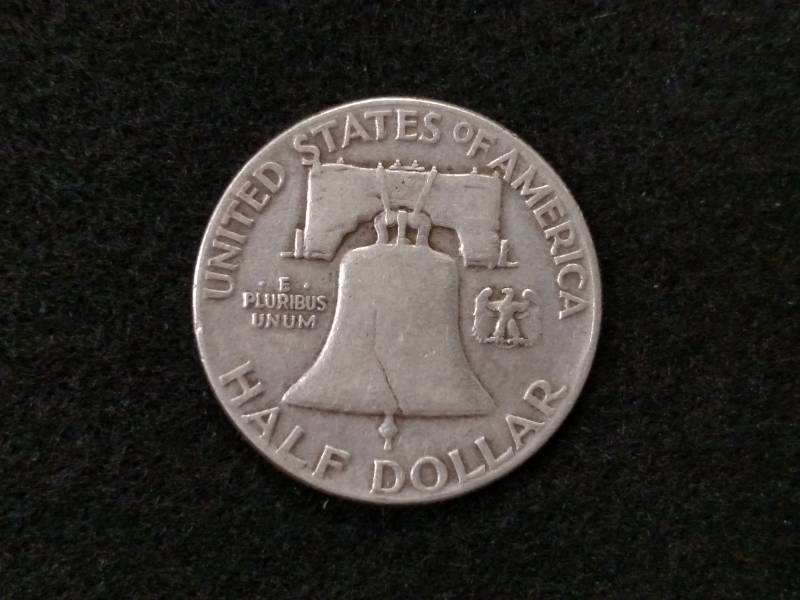 UNITED STATES OF AMERICA
· E ·
PLURIBUS
UNUM
HALF DOLLAR